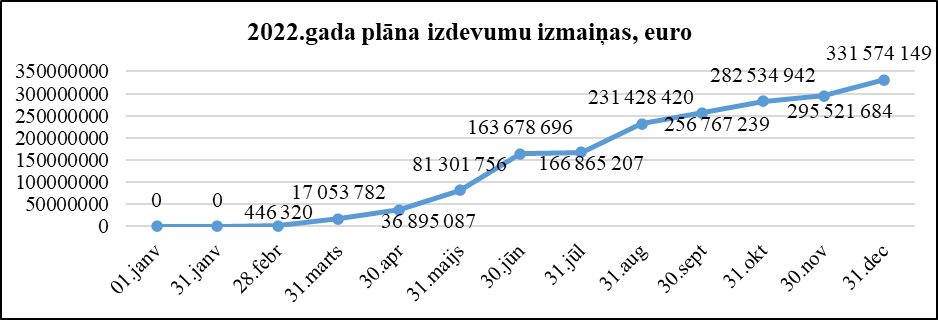 2022.gada plāna izdevumu izmaiņas, euro
350000000
300000000
250000000
200000000
150000000
100000000
50000000
0
0
0
446 320
17 053 782
36 895 087
81 301 756
163 678 696
166 865 207
231 428 420
256 767 239
282 534 942
295 521 684
331 574 149
01.janv
31.janv
28.febr
31.marts
30.apr
31.maijs
30.jūn
31.jūl
31.aug
30.sept
31.okt
30.nov
31.dec